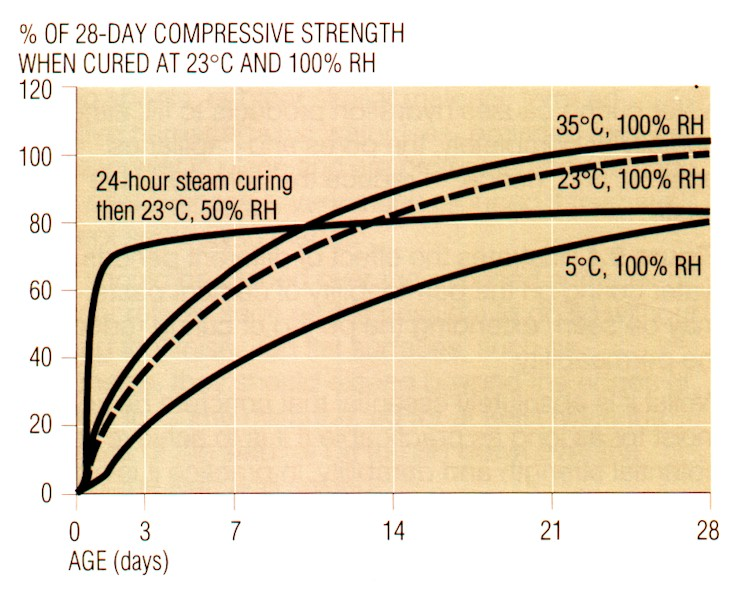 % OF 28-DAY COMPRESSIVE STRENGTH
WHEN CURED AT 23°C AND 100% RH
120
100
80
60
40
20
0
35°C, 100% RH
24-hour steam curing
then 23°C, 50% RH
23°C, 100% RH
5°C, 100% RH
0 3 7 14 21 28
AGE (days)